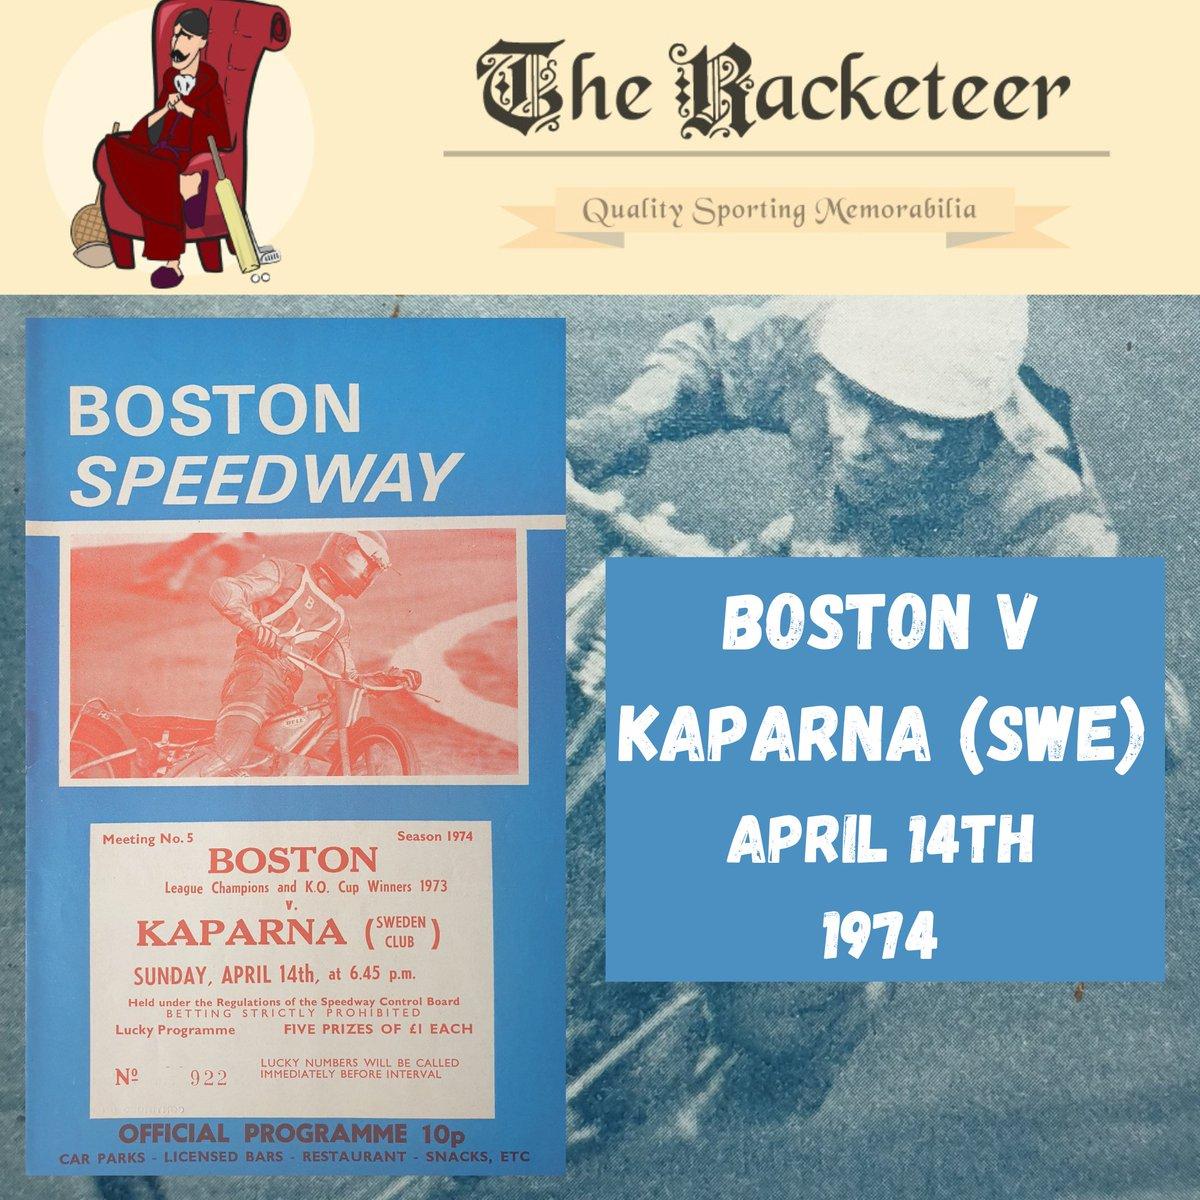 The Racketeer
Quality Sporting Memorabilia
BOSTON
SPEEDWAY
Meeting No. 5
Season 1974
BOSTON
League Champions and K.O. Cup Winners 1973
v.
KAPARNA (SWEDEN CLUB)
SUNDAY, APRIL 14th, at 6.45 p.m.
Held under the Regulations of the Speedway Control Board
BETTING STRICTLY PROHIBITED
Lucky Programme
FIVE PRIZES OF £1 EACH
Nº 922
LUCKY NUMBERS WILL BE CALLED
IMMEDIATELY BEFORE INTERVAL
OFFICIAL PROGRAMME 10p
CAR PARKS - LICENSED BARS - RESTAURANT - SNACKS, ETC
BOSTON V
KAPARNA (SWE)
APRIL 14TH
1974